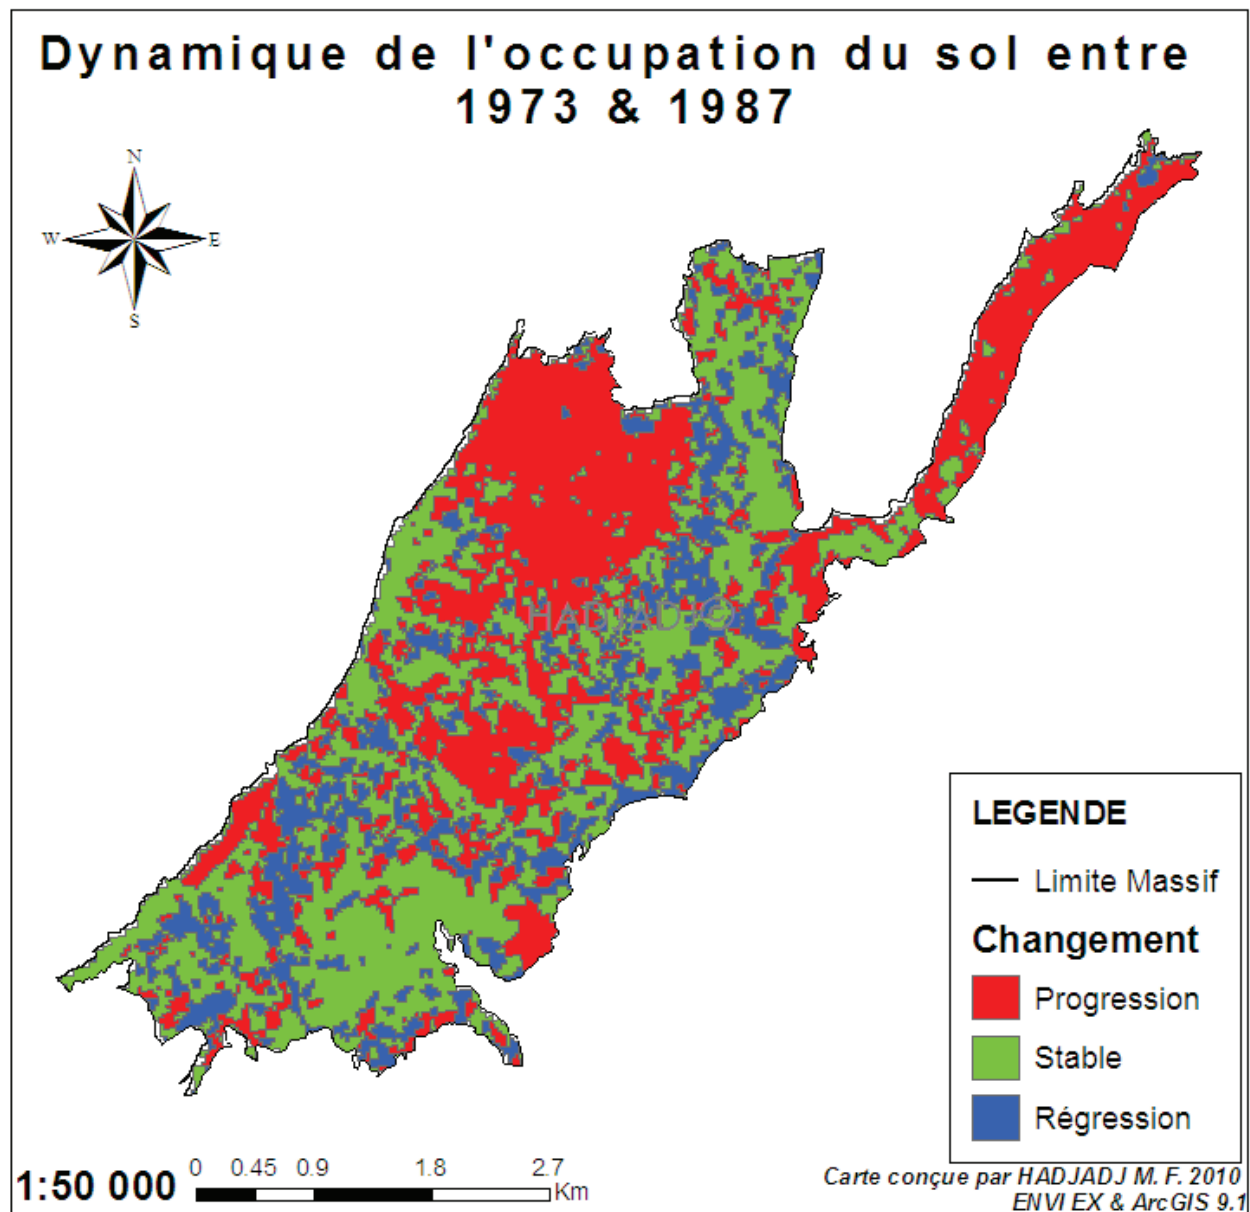 Dynamique de l'occupation du sol entre
1973 & 1987
N
W E
S
HADJADJ©
LEGENDE
Limite Massif
Changement
Progression
Stable
Régression
1:50 000
0 0.45 0.9 1.8 2.7
Km
Carte conçue par HADJADJ M. F. 2010
ENVI EX & ArcGIS 9.1